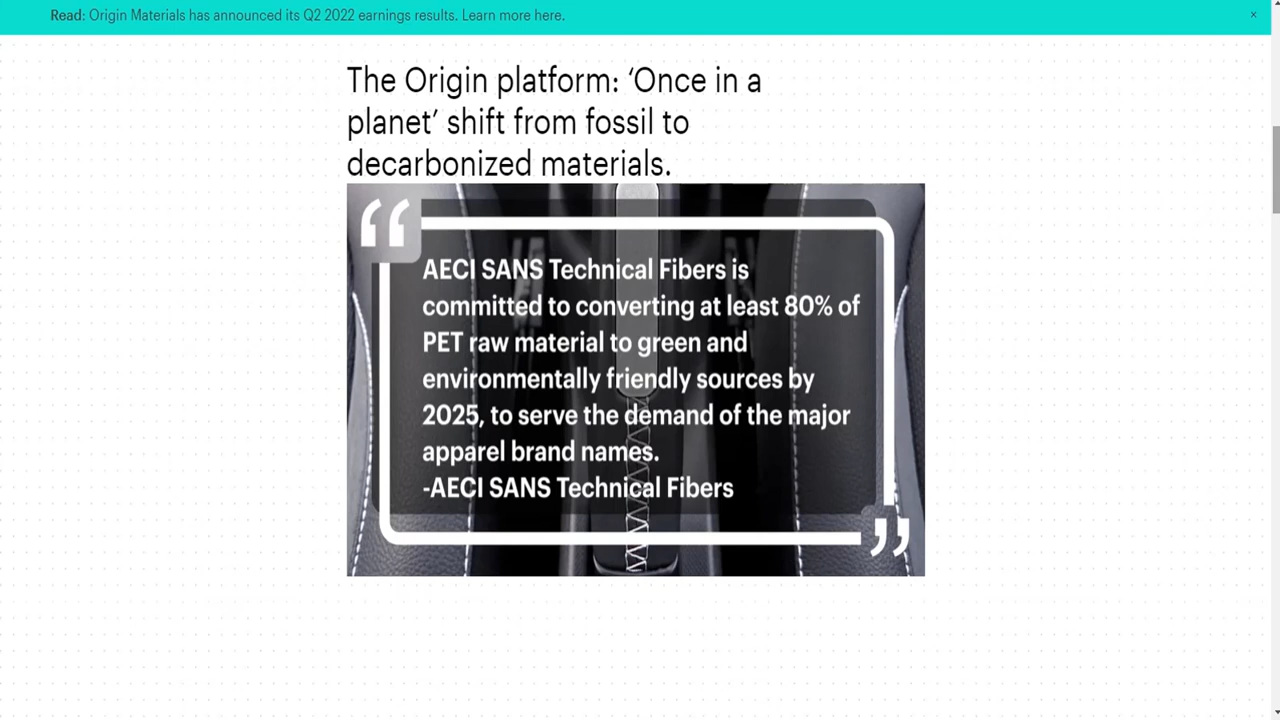 Read: Origin Materials has announced its Q2 2022 earnings results. Learn more here. ×
The Origin platform: ‘Once in a
planet’ shift from fossil to
decarbonized materials.
“
AECI SANS Technical Fibers is
committed to converting at least 80% of
PET raw material to green and
environmentally friendly sources by
2025, to serve the demand of the major
apparel brand names.
-AECI SANS Technical Fibers
”